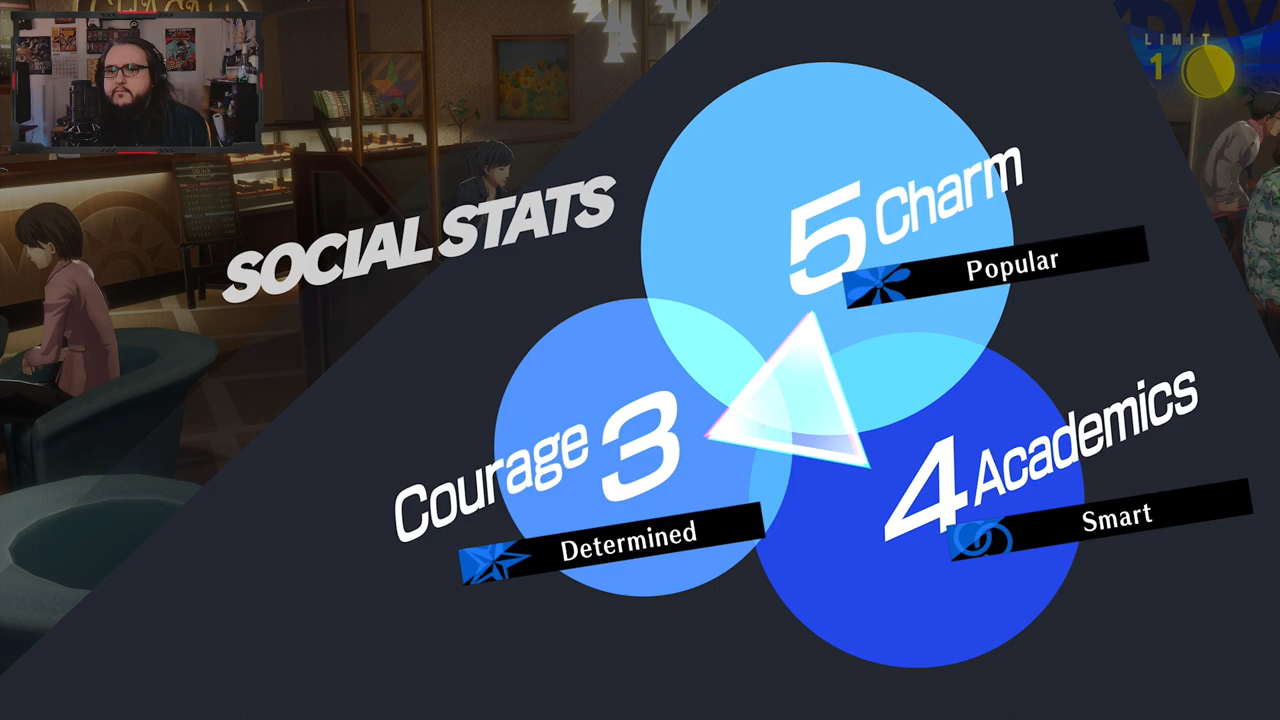 LIMIT
1
SOCIAL STATS
5 Charm
Popular
Courage 3
Determined
4 Academics
Smart